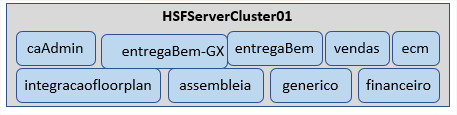 HSFServerCluster01
caAdmin entregaBem-GX entregaBem vendas ecm
integracaofloorplan assembleia generico financeiro